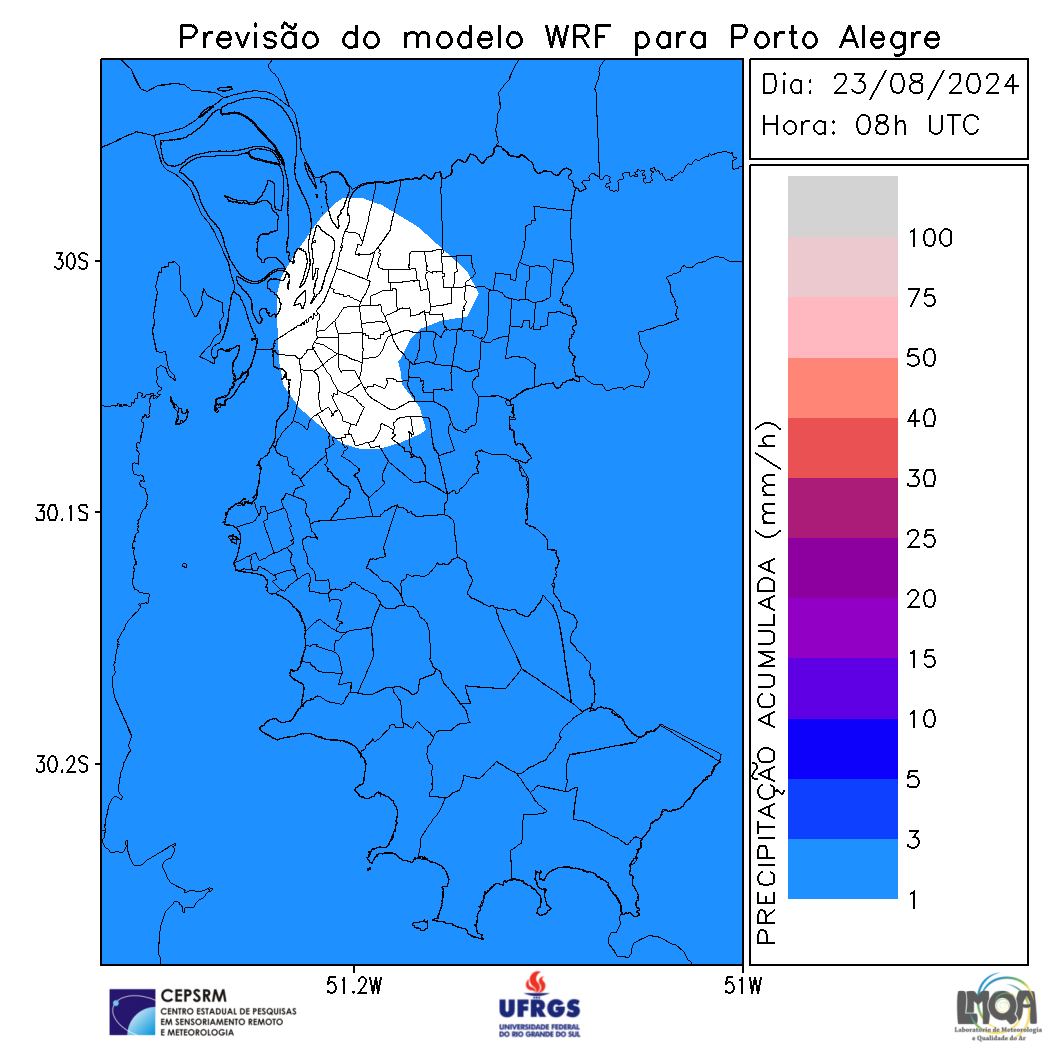 Previsão do modelo WRF para Porto Alegre
Dia: 23/08/2024
Hora: 08h UTC
30S
30.1S
30.2S
51.2W
51W
PRECIPITAÇÃO ACUMULADA (mm/h)
100
75
50
40
30
25
20
15
10
5
3
1
CEPSRM
CENTRO ESTADUAL DE PESQUISAS
EM SENSORIAMENTO REMOTO
E METEOROLOGIA
UFRGS
UNIVERSIDADE FEDERAL
DO RIO GRANDE DO SUL
LMQA
Laboratório de Meteorologia
e Qualidade do Ar